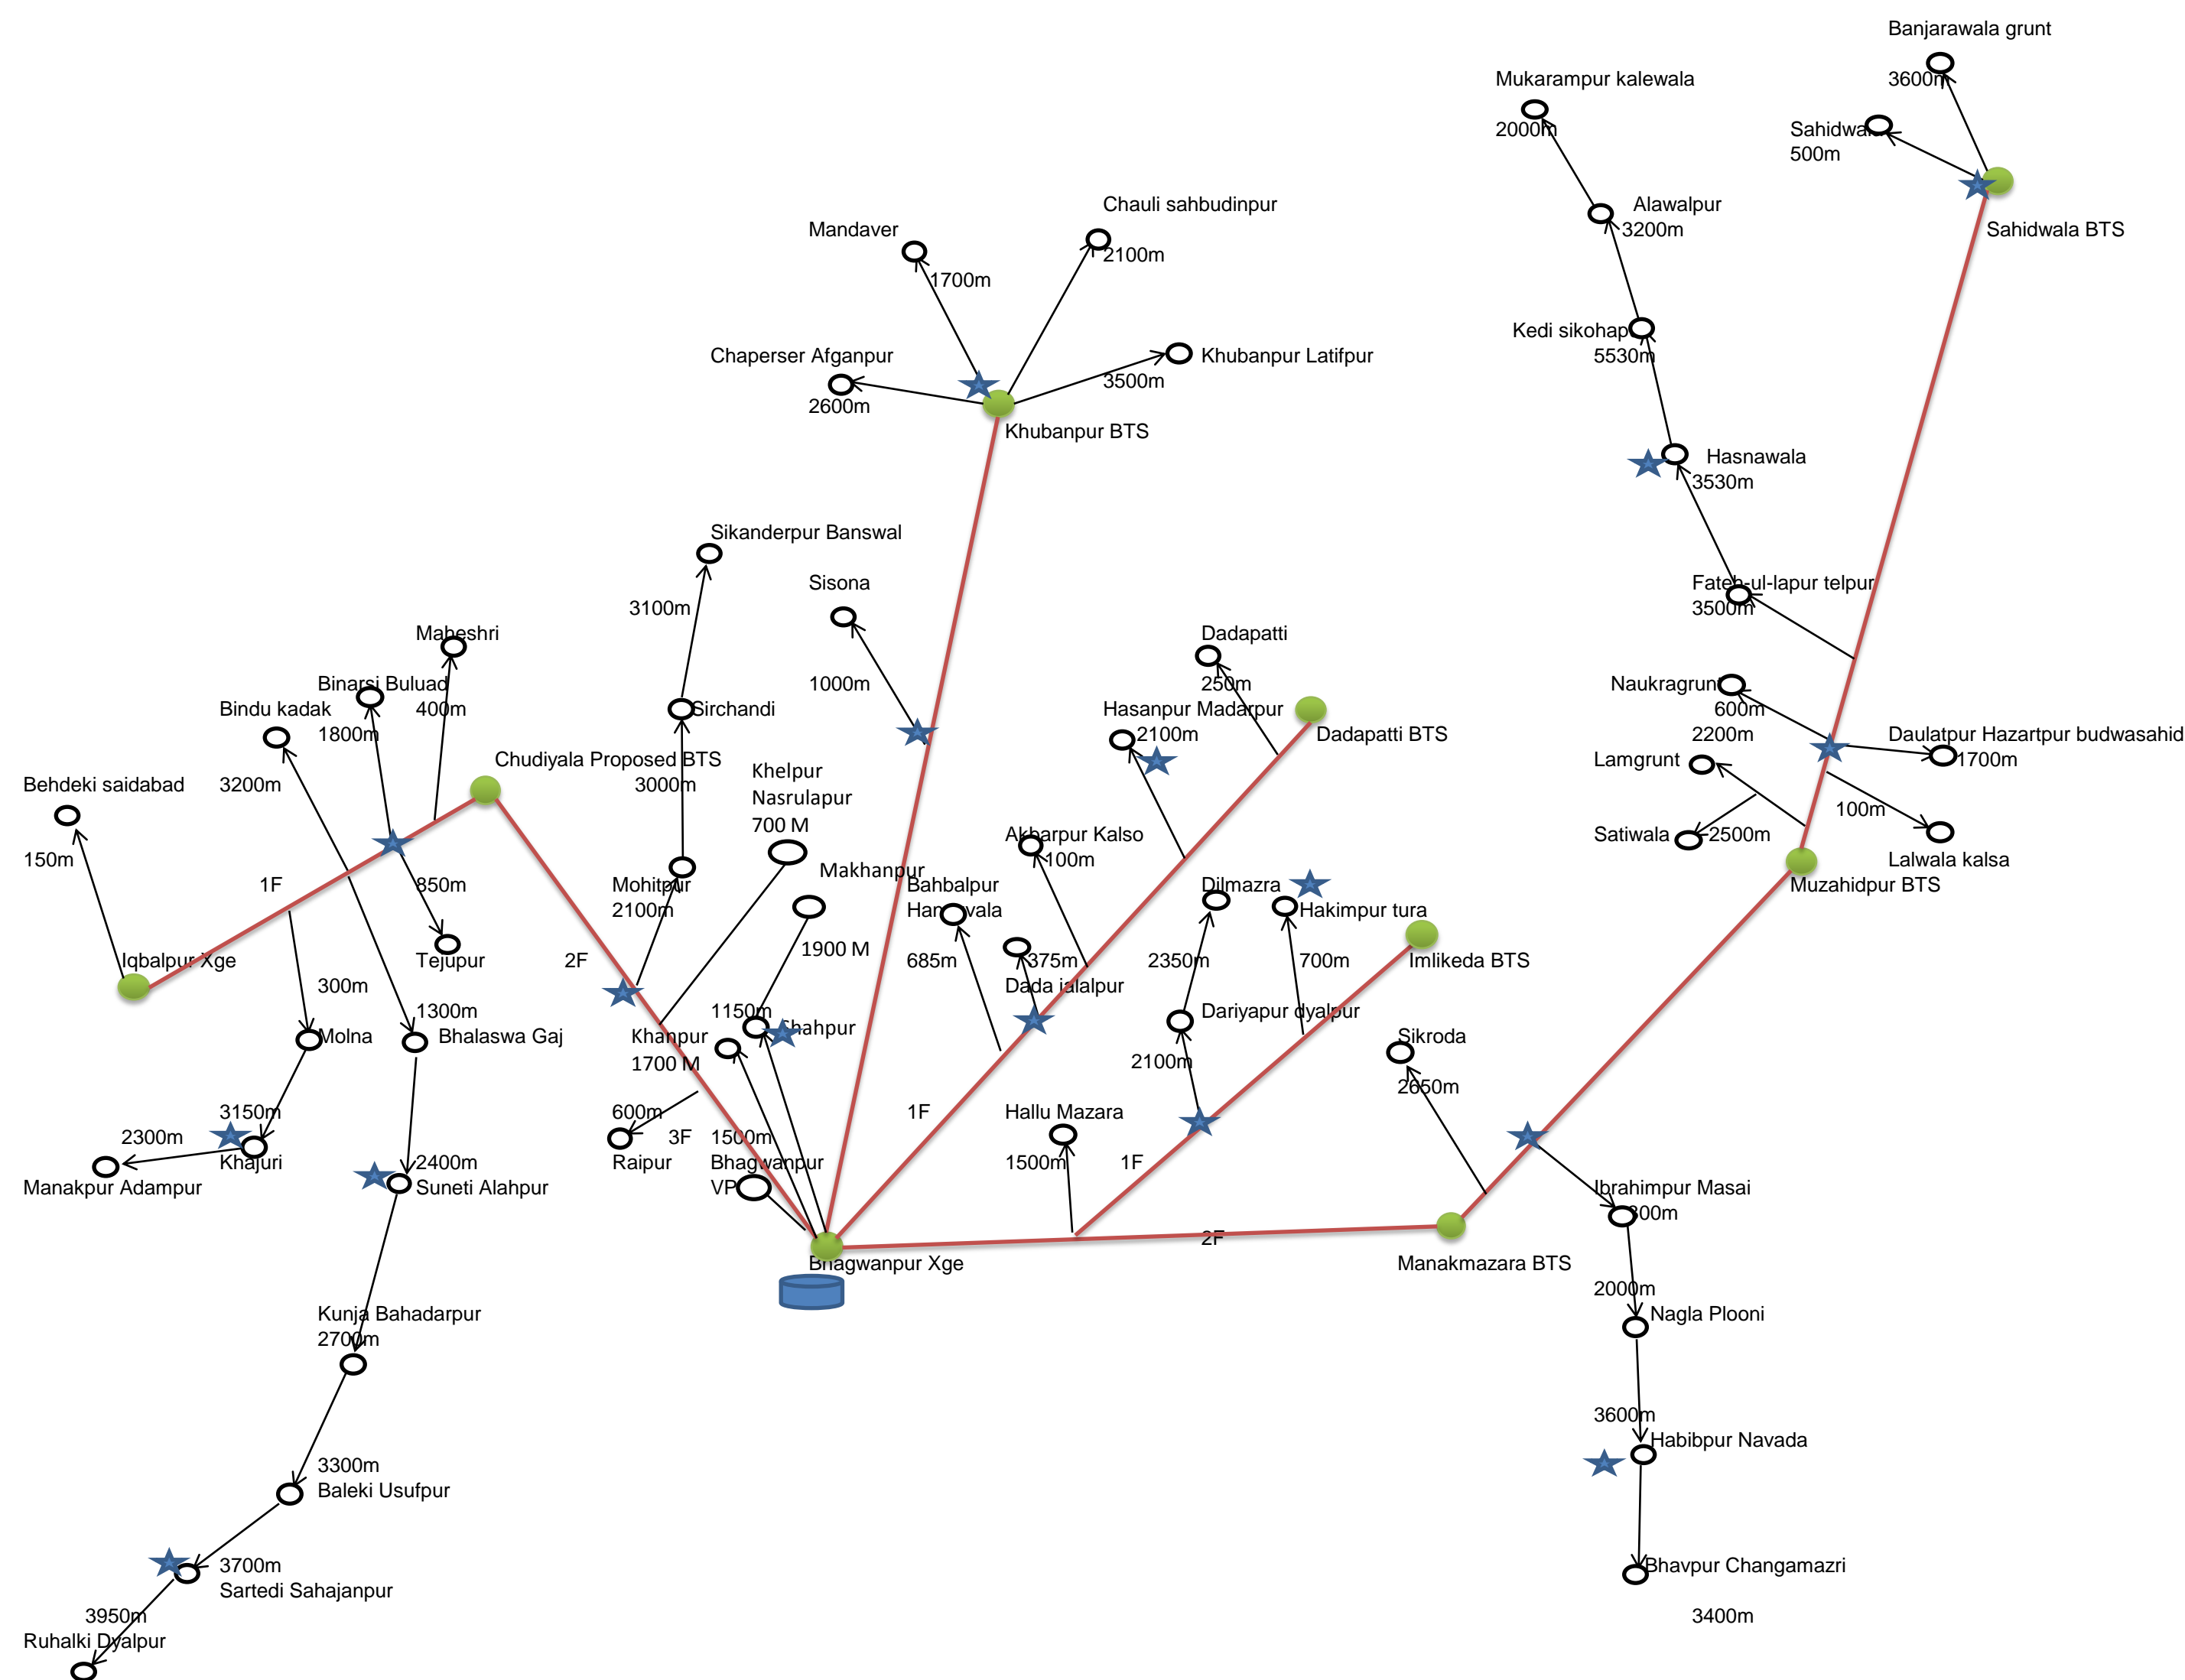 Banjarawala grunt
3600m
Mukarampur kalewala
2000m
Sahidwala
500m
Sahidwala BTS
Alawalpur
3200m
Chauli sahbudinpur
2100m
Mandaver
1700m
Kedi sikohapur
5530m
Chaperser Afganpur
2600m
Khubanpur Latifpur
3500m
Khubanpur BTS
Hasnawala
3530m
Sikanderpur Banswal
3100m
Sisona
1000m
Fateh-ul-lapur telpur
3500m
Maheshri
400m
Binarsi Buluad
1800m
Bindu kadak
3200m
Sirchandi
3000m
Dadapatti
250m
Hasanpur Madarpur
2100m
Dadapatti BTS
Naukragrunt
600m
2200m
Lamgrunt
Daulatpur Hazartpur budwasahid
1700m
Chudiyala Proposed BTS
Khelpur
Nasrulapur
700 M
Behdeki saidabad
150m
100m
Satiwala
2500m
Lalwala kalsa
Muzahidpur BTS
Akbarpur Kalso
100m
Makhanpur
1900 M
1F
850m
Tejupur
Mohitpur
2100m
2F
Bahbalpur
685m
375m
Dada jalalpur
Dilmazra
2350m
Hakimpur tura
700m
Imlikeda BTS
Iqbalpur Xge
300m
Molna
1300m
Bhalaswa Gaj
1150m
Shahpur
Khanpur
1700 M
Dariyapur dyalpur
2100m
Sikroda
2650m
3150m
Khajuri
2300m
Manakpur Adampur
2400m
Suneti Alahpur
600m
Raipur
3F
1500m
Bhagwanpur
VP
1F
Hallu Mazara
1500m
1F
Ibrahimpur Masai
2F
Bhagwanpur Xge
Manakmazara BTS
2000m
Nagla Plooni
Kunja Bahadarpur
2700m
3600m
Habibpur Navada
3300m
Baleki Usufpur
3700m
Sartedi Sahajanpur
Bhavpur Changamazri
3400m
3950m
Ruhalki Dyalpur